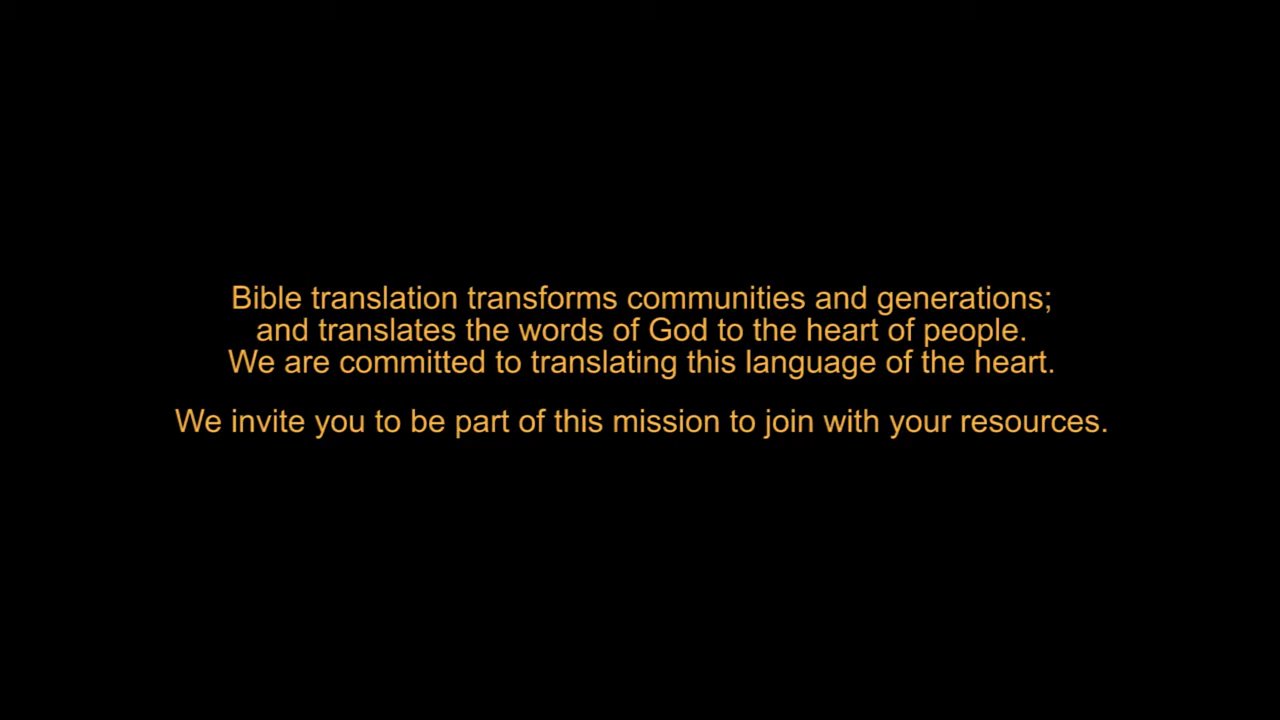 Bible translation transforms communities and generations;
and translates the words of God to the heart of people.
We are committed to translating this language of the heart.
We invite you to be part of this mission to join with your resources.